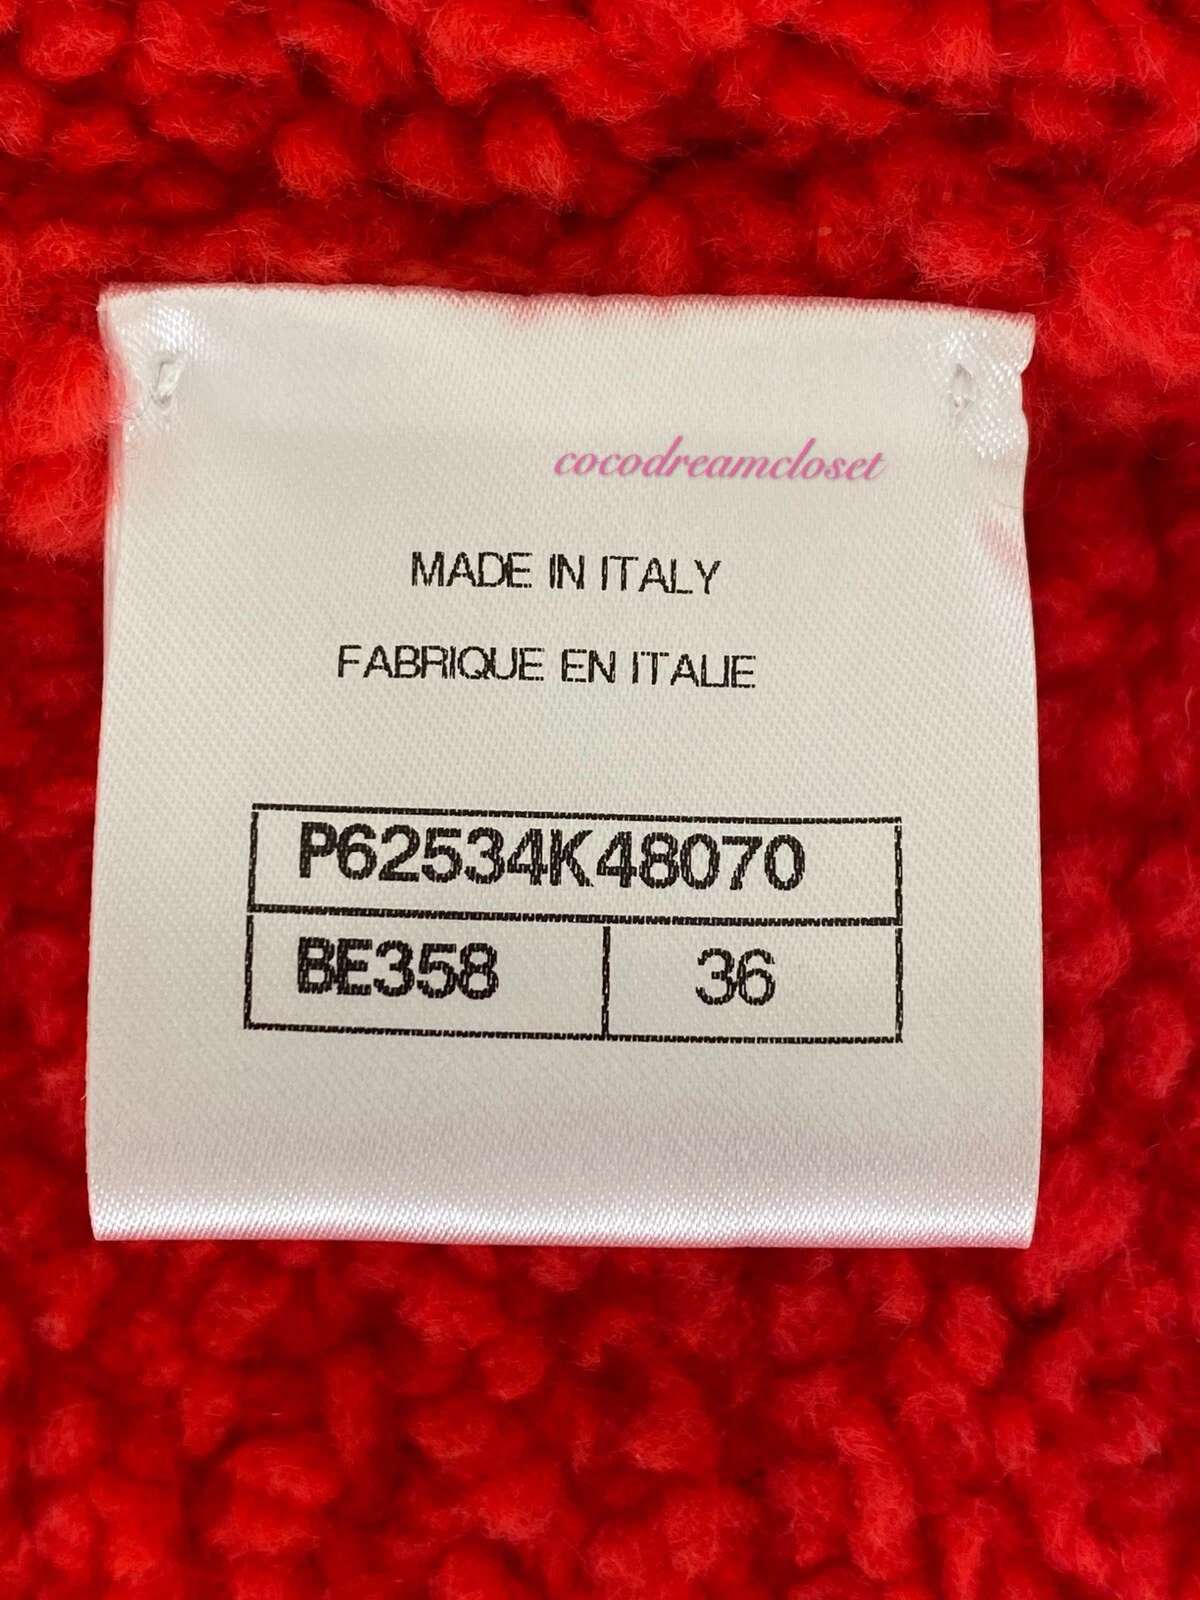 cocodreamcloset
MADE IN ITALY
FABRIQUE EN ITALIE
P62534K48070
BE358 36